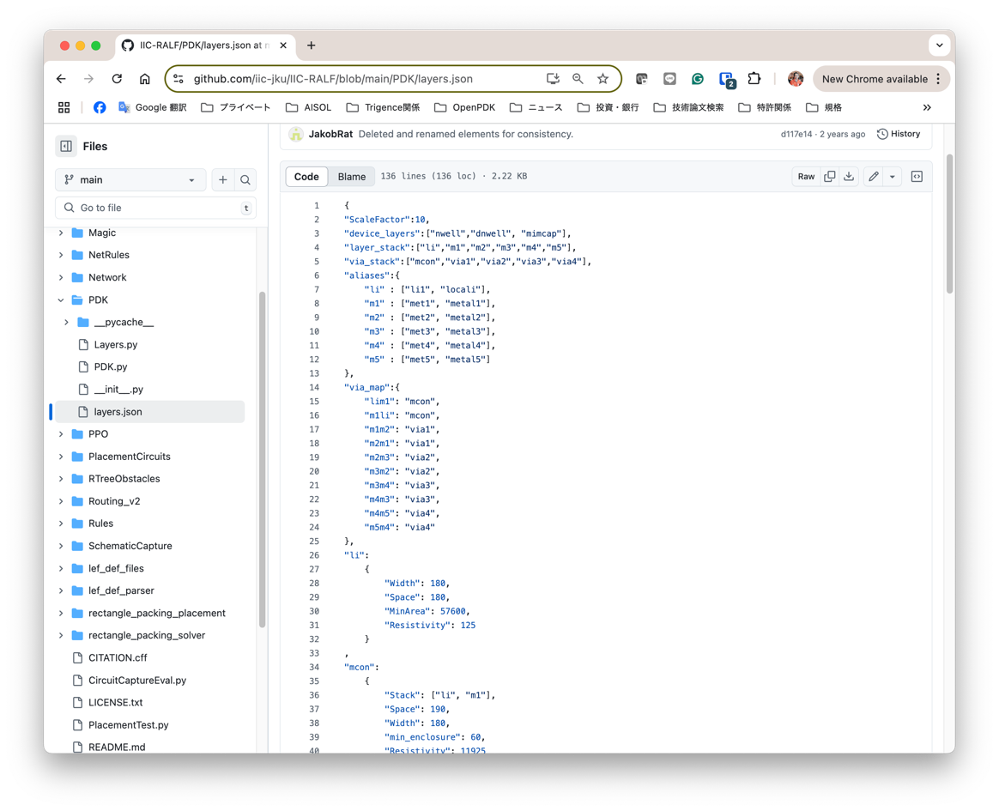 IIC-RALF/PDK/layers.json at m
github.com/iic-jku/IIC-RALF/blob/main/PDK/layers.json
2
New Chrome available
Google 翻訳
プライベート
AISOL
Trigence関係
OpenPDK
ニュース
投資・銀行
技術論文検索
特許関係
規格
Files
main
Go to file
t
Magic
NetRules
Network
PDK
__pycache__
Layers.py
PDK.py
__init__.py
layers.json
PPO
PlacementCircuits
RTreeObstacles
Routing_v2
Rules
SchematicCapture
lef_def_files
lef_def_parser
rectangle_packing_placement
rectangle_packing_solver
CITATION.cff
CircuitCaptureEval.py
LICENSE.txt
PlacementTest.py
README.md
JakobRat Deleted and renamed elements for consistency.
d117e14 · 2 years ago
History
Code
Blame
136 lines (136 loc) · 2.22 KB
Raw
1 {
2 "ScaleFactor":10,
3 "device_layers":["nwell","dnwell", "mimcap"],
4 "layer_stack":["li","m1","m2","m3","m4","m5"],
5 "via_stack":["mcon","via1","via2","via3","via4"],
6 "aliases":{
7 "li" : ["li1", "locali"],
8 "m1" : ["met1", "metal1"],
9 "m2" : ["met2", "metal2"],
10 "m3" : ["met3", "metal3"],
11 "m4" : ["met4", "metal4"],
12 "m5" : ["met5", "metal5"]
13 },
14 "via_map":{
15 "lim1": "mcon",
16 "m1li": "mcon",
17 "m1m2": "via1",
18 "m2m1": "via1",
19 "m2m3": "via2",
20 "m3m2": "via2",
21 "m3m4": "via3",
22 "m4m3": "via3",
23 "m4m5": "via4",
24 "m5m4": "via4"
25 },
26 "li":
27 {
28 "Width": 180,
29 "Space": 180,
30 "MinArea": 57600,
31 "Resistivity": 125
32 }
33 ,
34 "mcon":
35 {
36 "Stack": ["li", "m1"],
37 "Space": 190,
38 "Width": 180,
39 "min_enclosure": 60,
40 "Resistivity": 11925